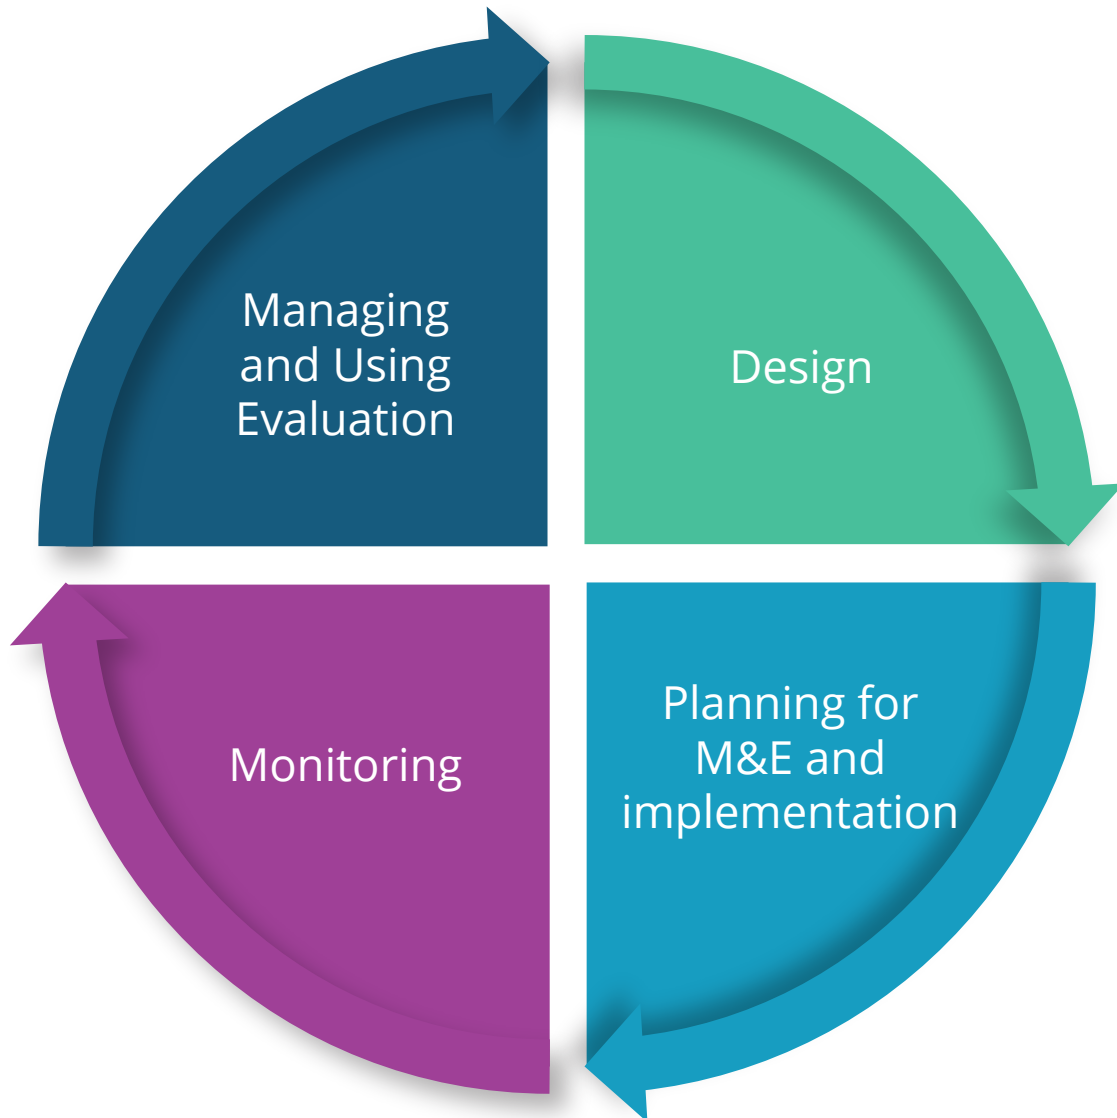 Managing
and Using
Evaluation
Design
Planning for
M&E and
implementation
Monitoring